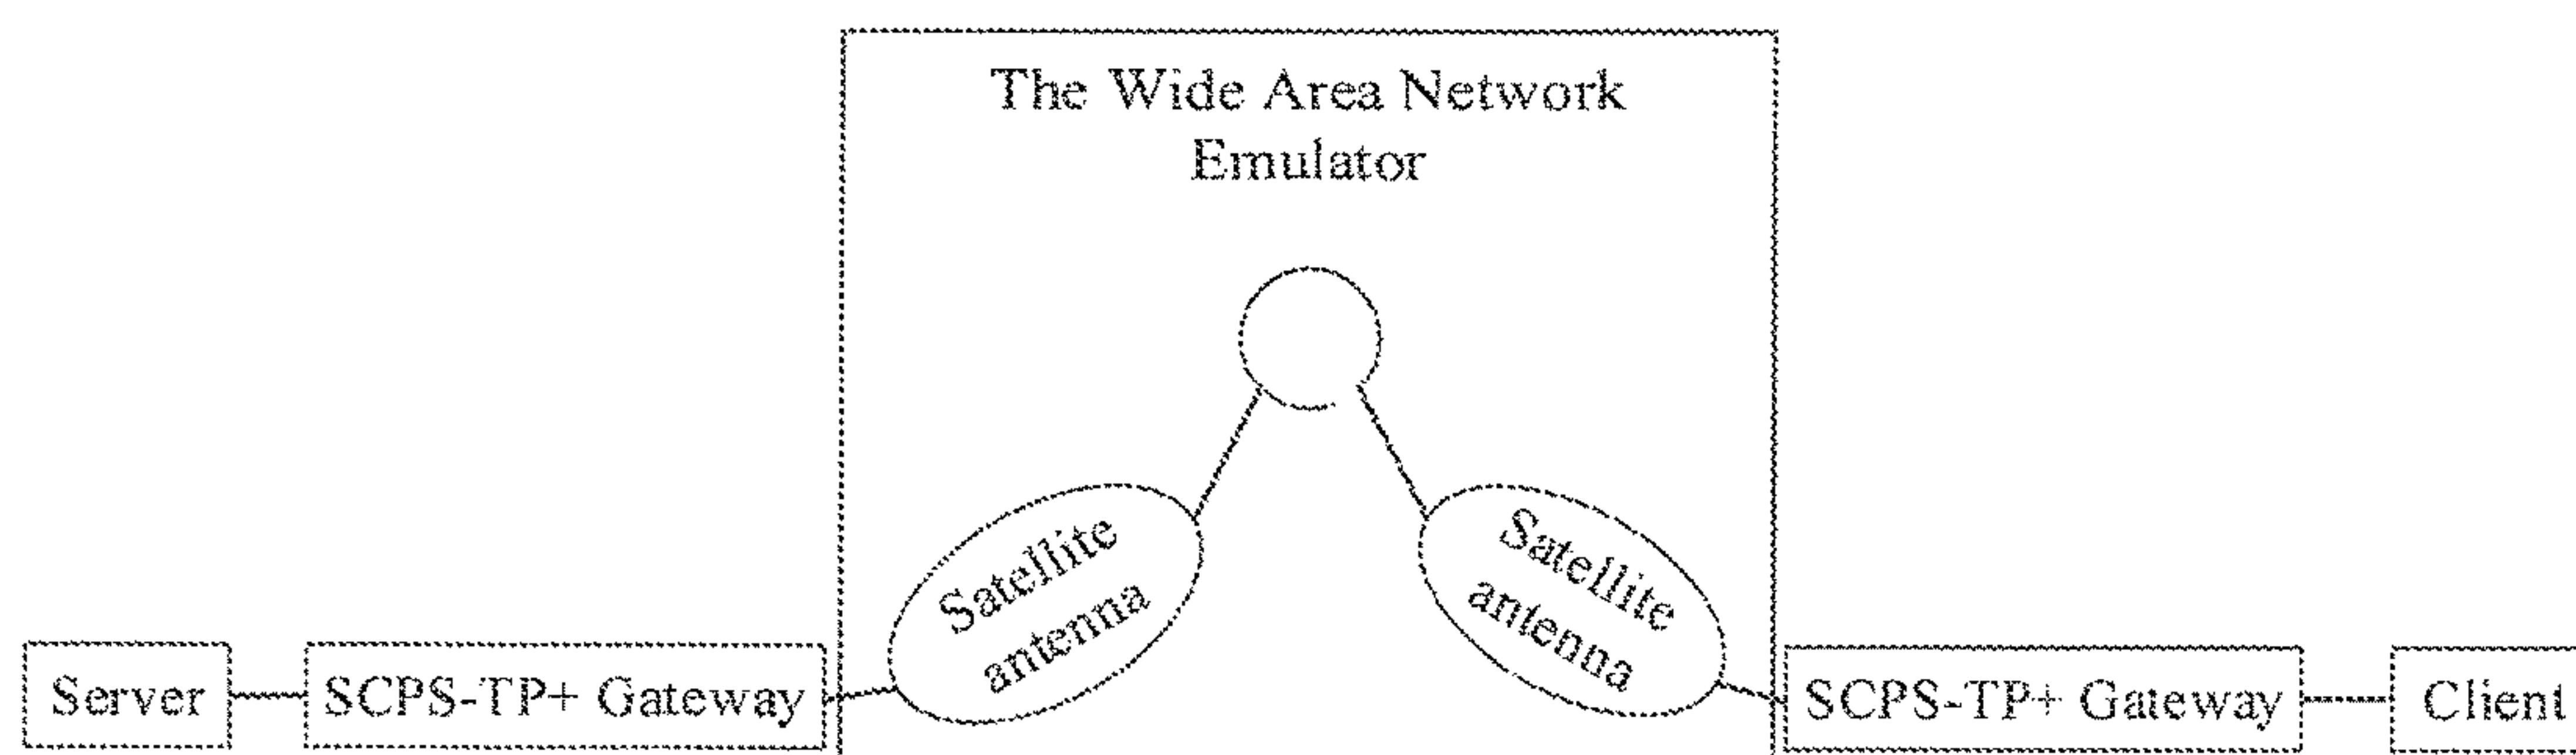 The Wide Area Network
Emulator
Satellite
antenna
Satellite
antenna
Server
SCPS-TP+ Gateway
SCPS-TP+ Gateway
Client